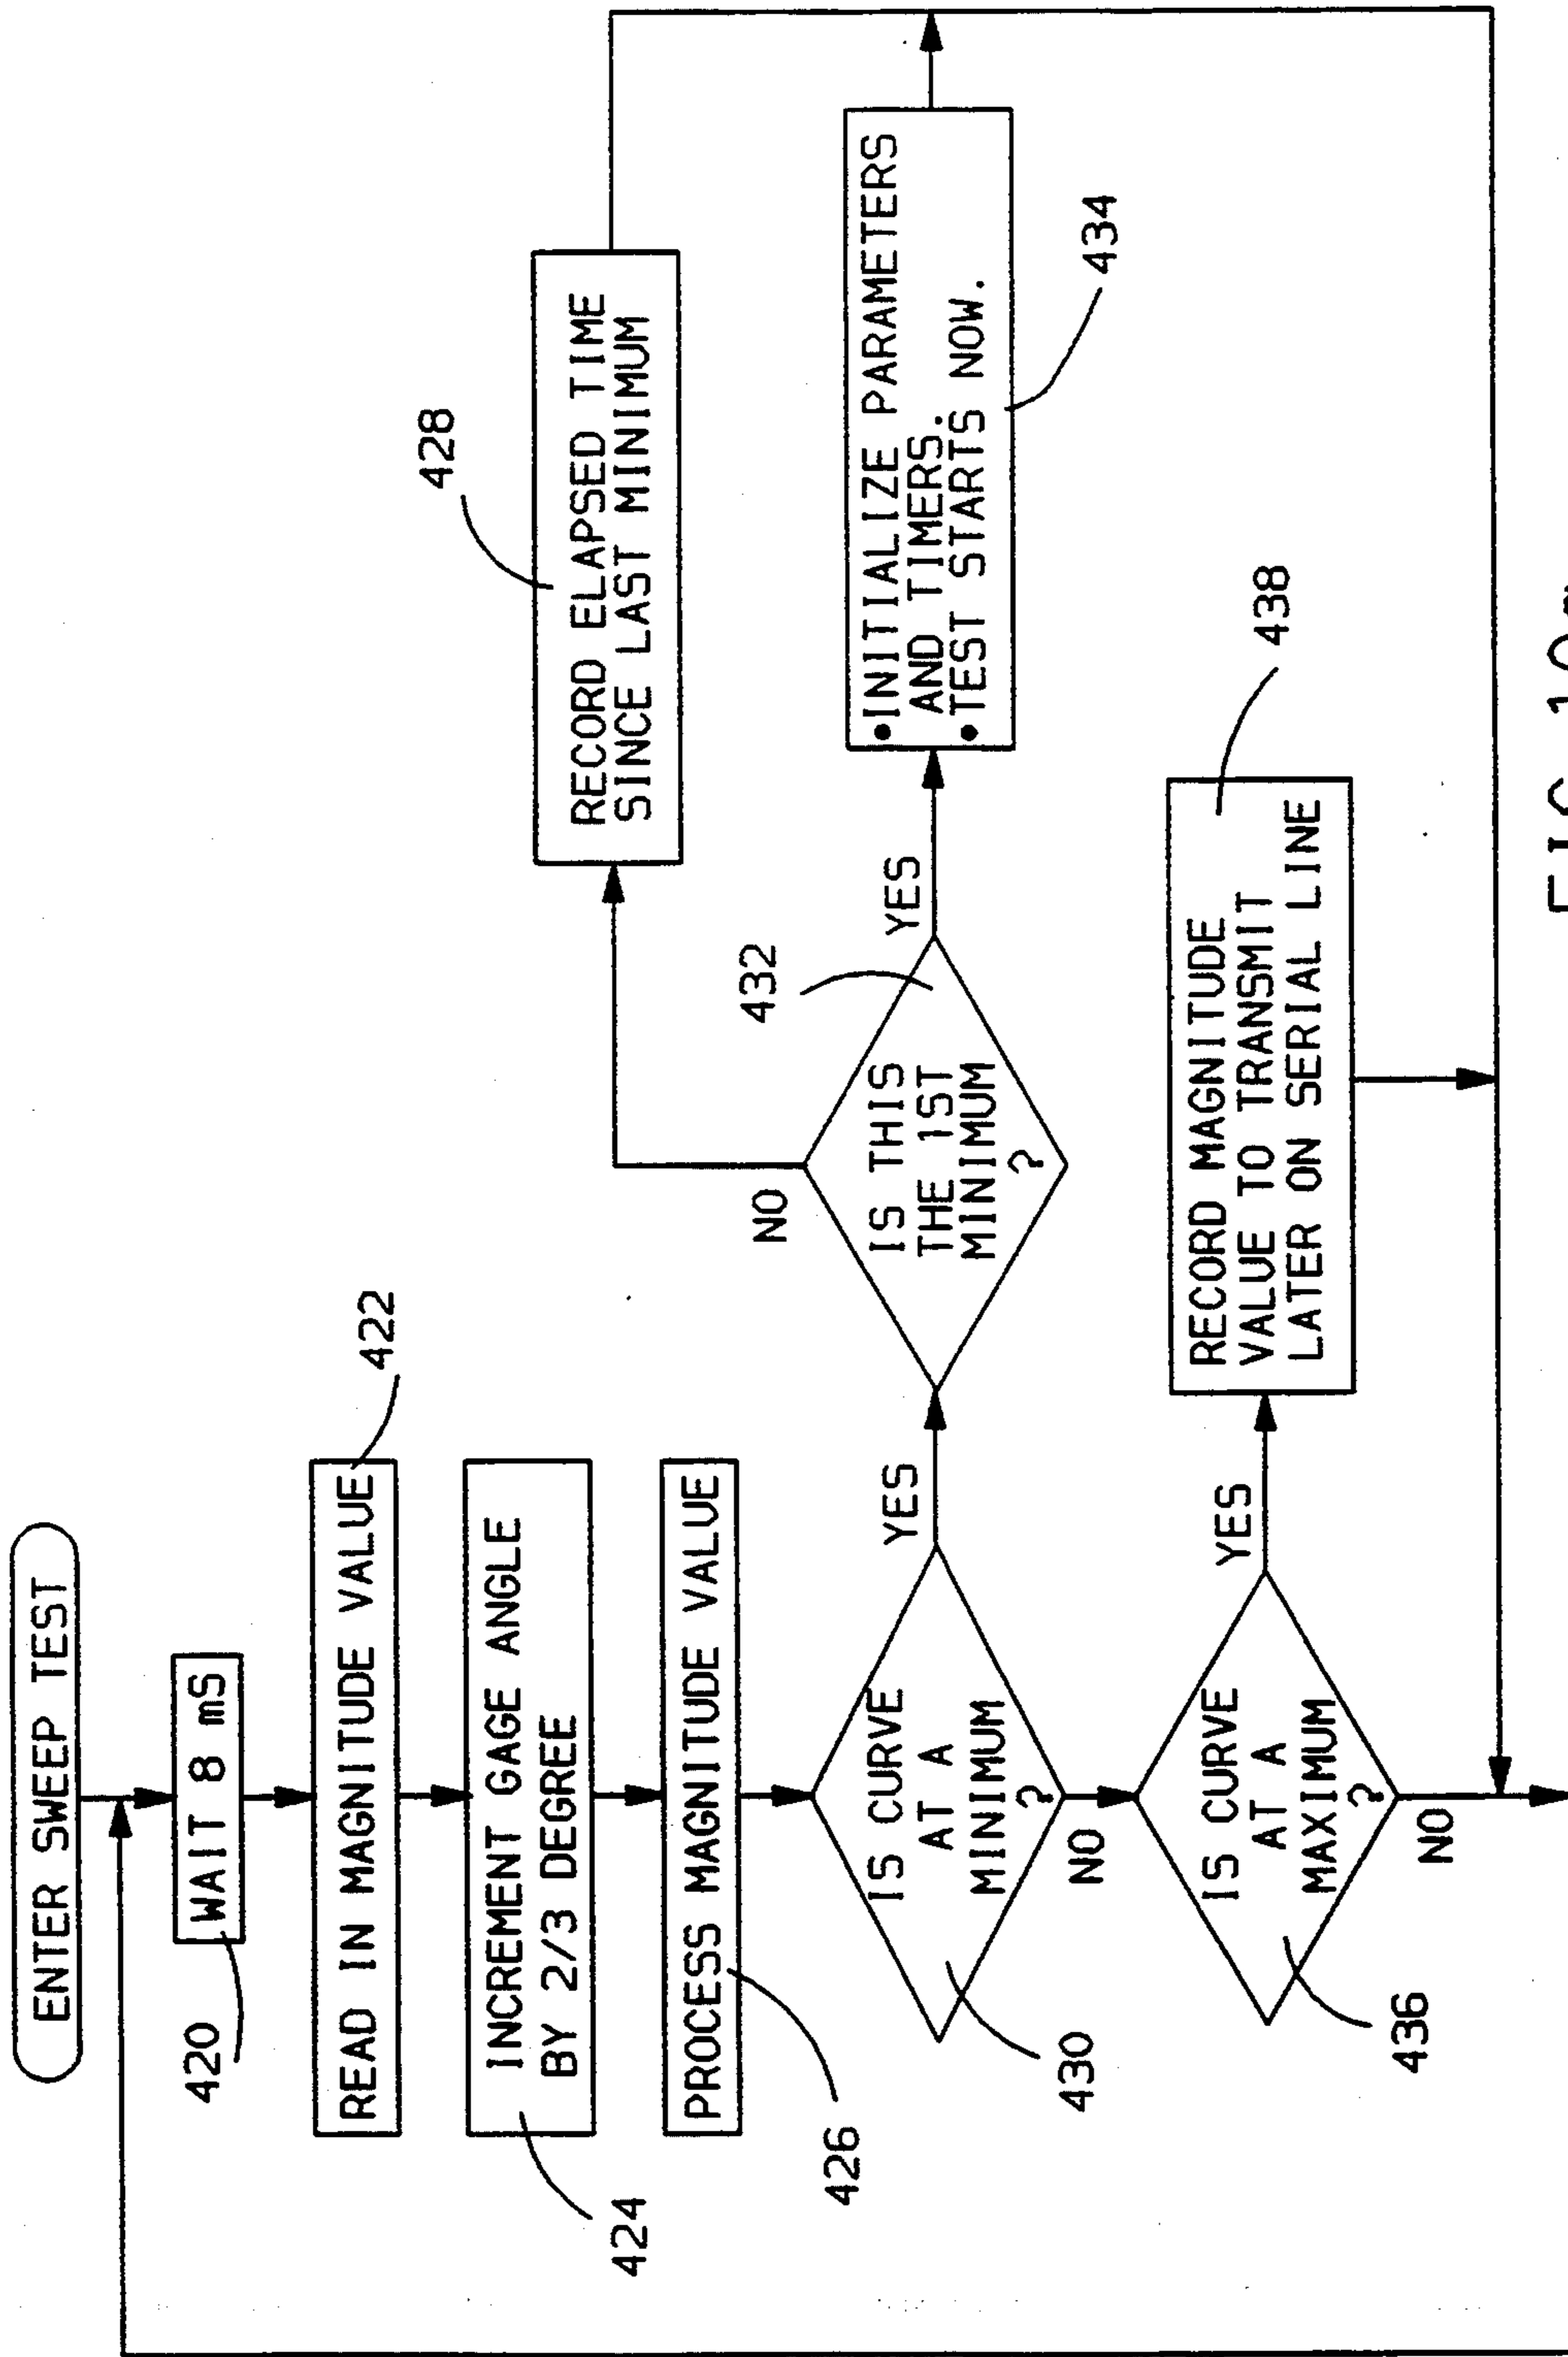 ENTER SWEEP TEST
WAIT 8 mS
420
READ IN MAGNITUDE VALUE
422
INCREMENT GAGE ANGLE
BY 2/3 DEGREE
424
PROCESS MAGNITUDE VALUE
426
IS CURVE
AT A
MINIMUM
?
430
YES
NO
IS THIS
THE 1ST
MINIMUM
?
432
NO
YES
RECORD ELAPSED TIME
SINCE LAST MINIMUM
428
•INITIALIZE PARAMETERS
AND TIMERS.
•TEST STARTS NOW.
434
IS CURVE
AT A
MAXIMUM
?
436
YES
NO
RECORD MAGNITUDE
VALUE TO TRANSMIT
LATER ON SERIAL LINE
438